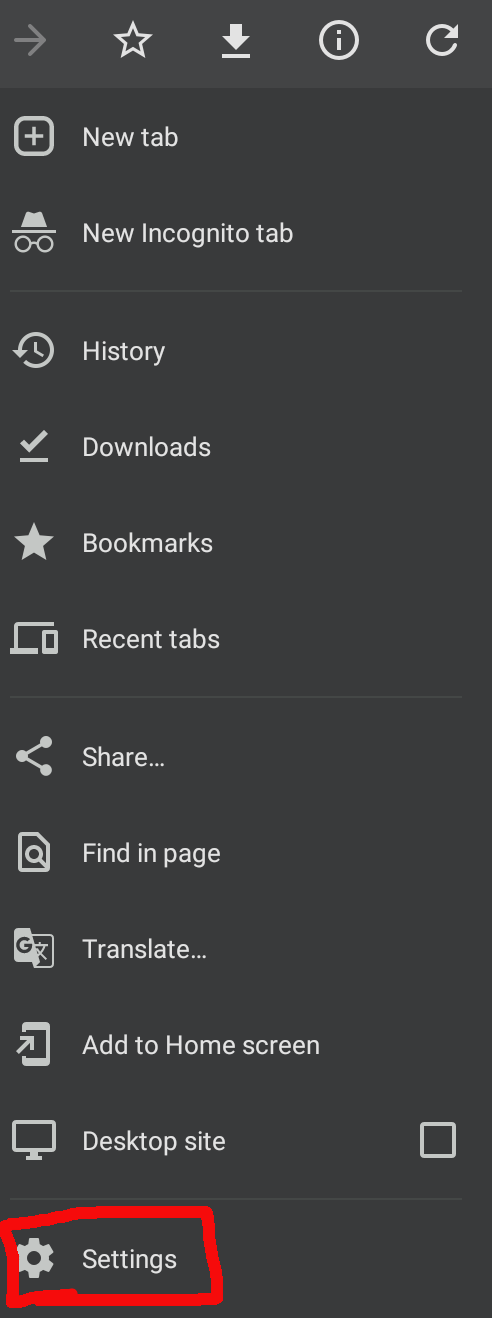 New tab
New Incognito tab
History
Downloads
Bookmarks
Recent tabs
Share...
Find in page
Translate...
Add to Home screen
Desktop site
Settings